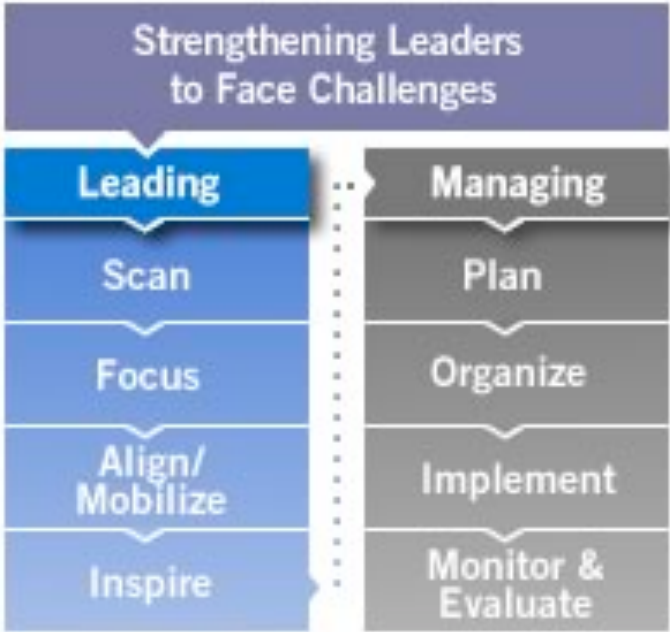 Strengthening Leaders
to Face Challenges
Leading
Scan
Focus
Align/
Mobilize
Inspire
Managing
Plan
Organize
Implement
Monitor &
Evaluate